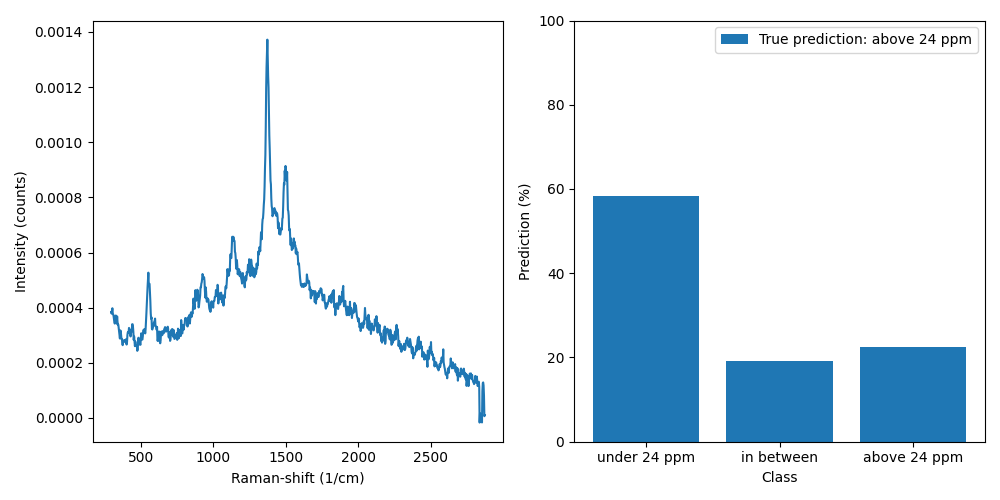 0.0014
0.0012
0.0010
0.0008
0.0006
0.0004
0.0002
0.0000
Intensity (counts)
500 1000 1500 2000 2500
Raman-shift (1/cm)
True prediction: above 24 ppm
100
80
60
40
20
0
Prediction (%)
under 24 ppm in between above 24 ppm
Class